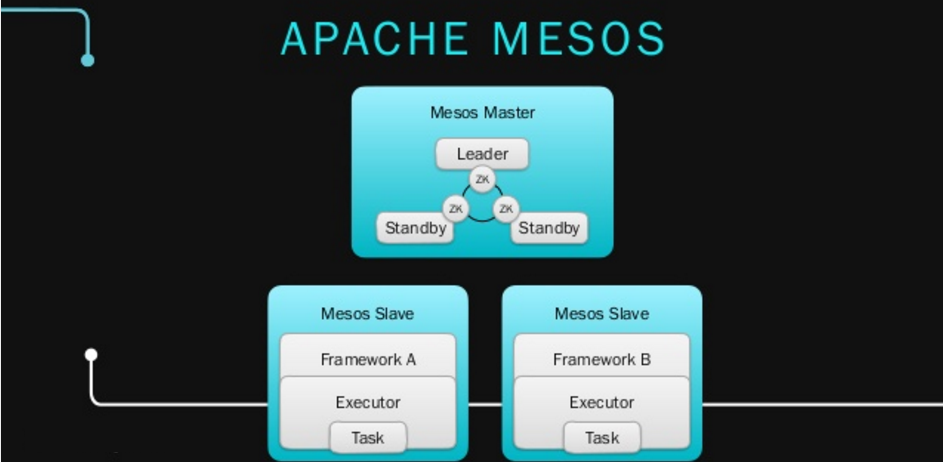 APACHE MESOS
Mesos Master
Leader
ZK
ZK ZK
Standby Standby
Mesos Slave Mesos Slave
Framework A Framework B
Executor Executor
Task Task